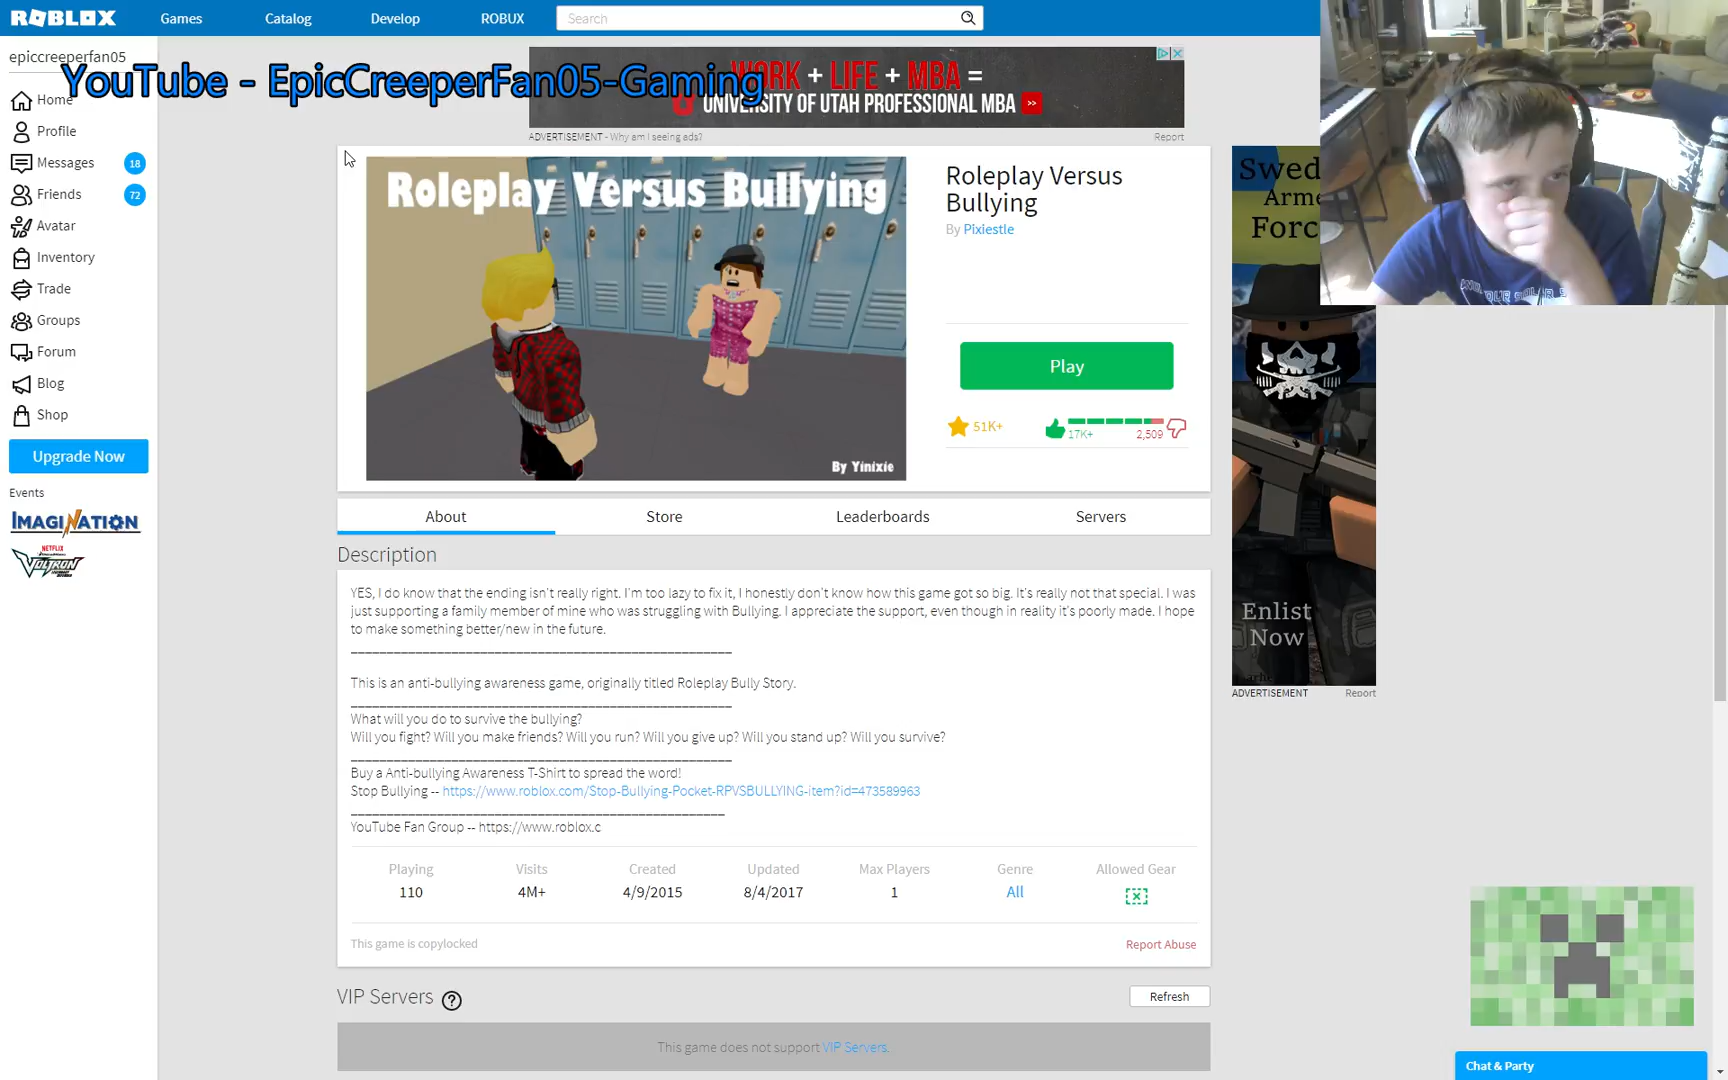 ROBLOX
Games
Catalog
Develop
ROBUX
Search
epiccreeperfan05
YouTube - EpicCreeperFan05-Gaming
Home
Profile
Messages 18
Friends 72
Avatar
Inventory
Trade
Groups
Forum
Blog
Shop
Upgrade Now
Events
IMAGINATION
NETFLIX
VOLTRON
WORK + LIFE + MBA =
UNIVERSITY OF UTAH PROFESSIONAL MBA >>
ADVERTISEMENT - Why am I seeing ads?
Report
Roleplay Versus Bullying
By Yinixie
Roleplay Versus
Bullying
By Pixiestle
Play
51K+
17K+
2,509
About
Store
Leaderboards
Servers
Description
YES, I do know that the ending isn't really right. I'm too lazy to fix it, I honestly don't know how this game got so big. It's really not that special. I was
just supporting a family member of mine who was struggling with Bullying. I appreciate the support, even though in reality it's poorly made. I hope
to make something better/new in the future.
This is an anti-bullying awareness game, originally titled Roleplay Bully Story.
What will you do to survive the bullying?
Will you fight? Will you make friends? Will you run? Will you give up? Will you stand up? Will you survive?
Buy a Anti-bullying Awareness T-Shirt to spread the word!
Stop Bullying -- https://www.roblox.com/Stop-Bullying-Pocket-RPVSBULLYING-item?id=473589963
YouTube Fan Group -- https://www.roblox.c
Playing
Visits
Created
Updated
Max Players
Genre
Allowed Gear
110
4M+
4/9/2015
8/4/2017
1
All
This game is copylocked
Report Abuse
VIP Servers ?
Refresh
This game does not support VIP Servers.
Swed
Arme
Forc
Enlist
Now
ADVERTISEMENT
Report
Chat & Party